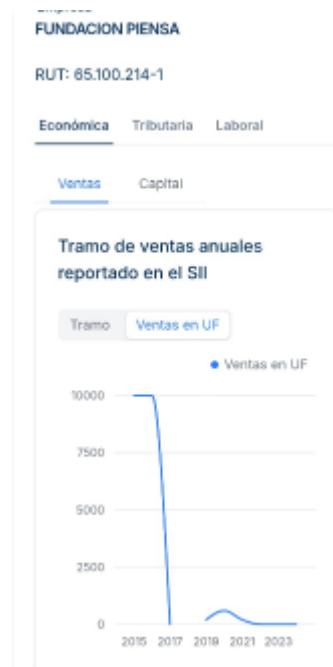 Empresa
FUNDACION PIENSA
RUT: 65.100.214-1
Económica Tributaria Laboral
Ventas Capital
Tramo de ventas anuales
reportado en el SII
Tramo Ventas en UF
Ventas en UF
10000
7500
5000
2500
0
2015 2017 2019 2021 2023